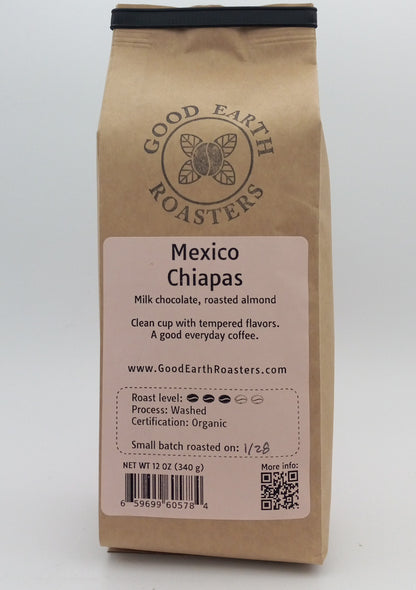 GOOD EARTH
ROASTERS
Mexico
Chiapas
Milk chocolate, roasted almond
Clean cup with tempered flavors.
A good everyday coffee.
www.GoodEarthRoasters.com
Roast level:
Process: Washed
Certification: Organic
Small batch roasted on: 1/28
NET WT 12 OZ (340 g)
More info:
6 59699 60578 4